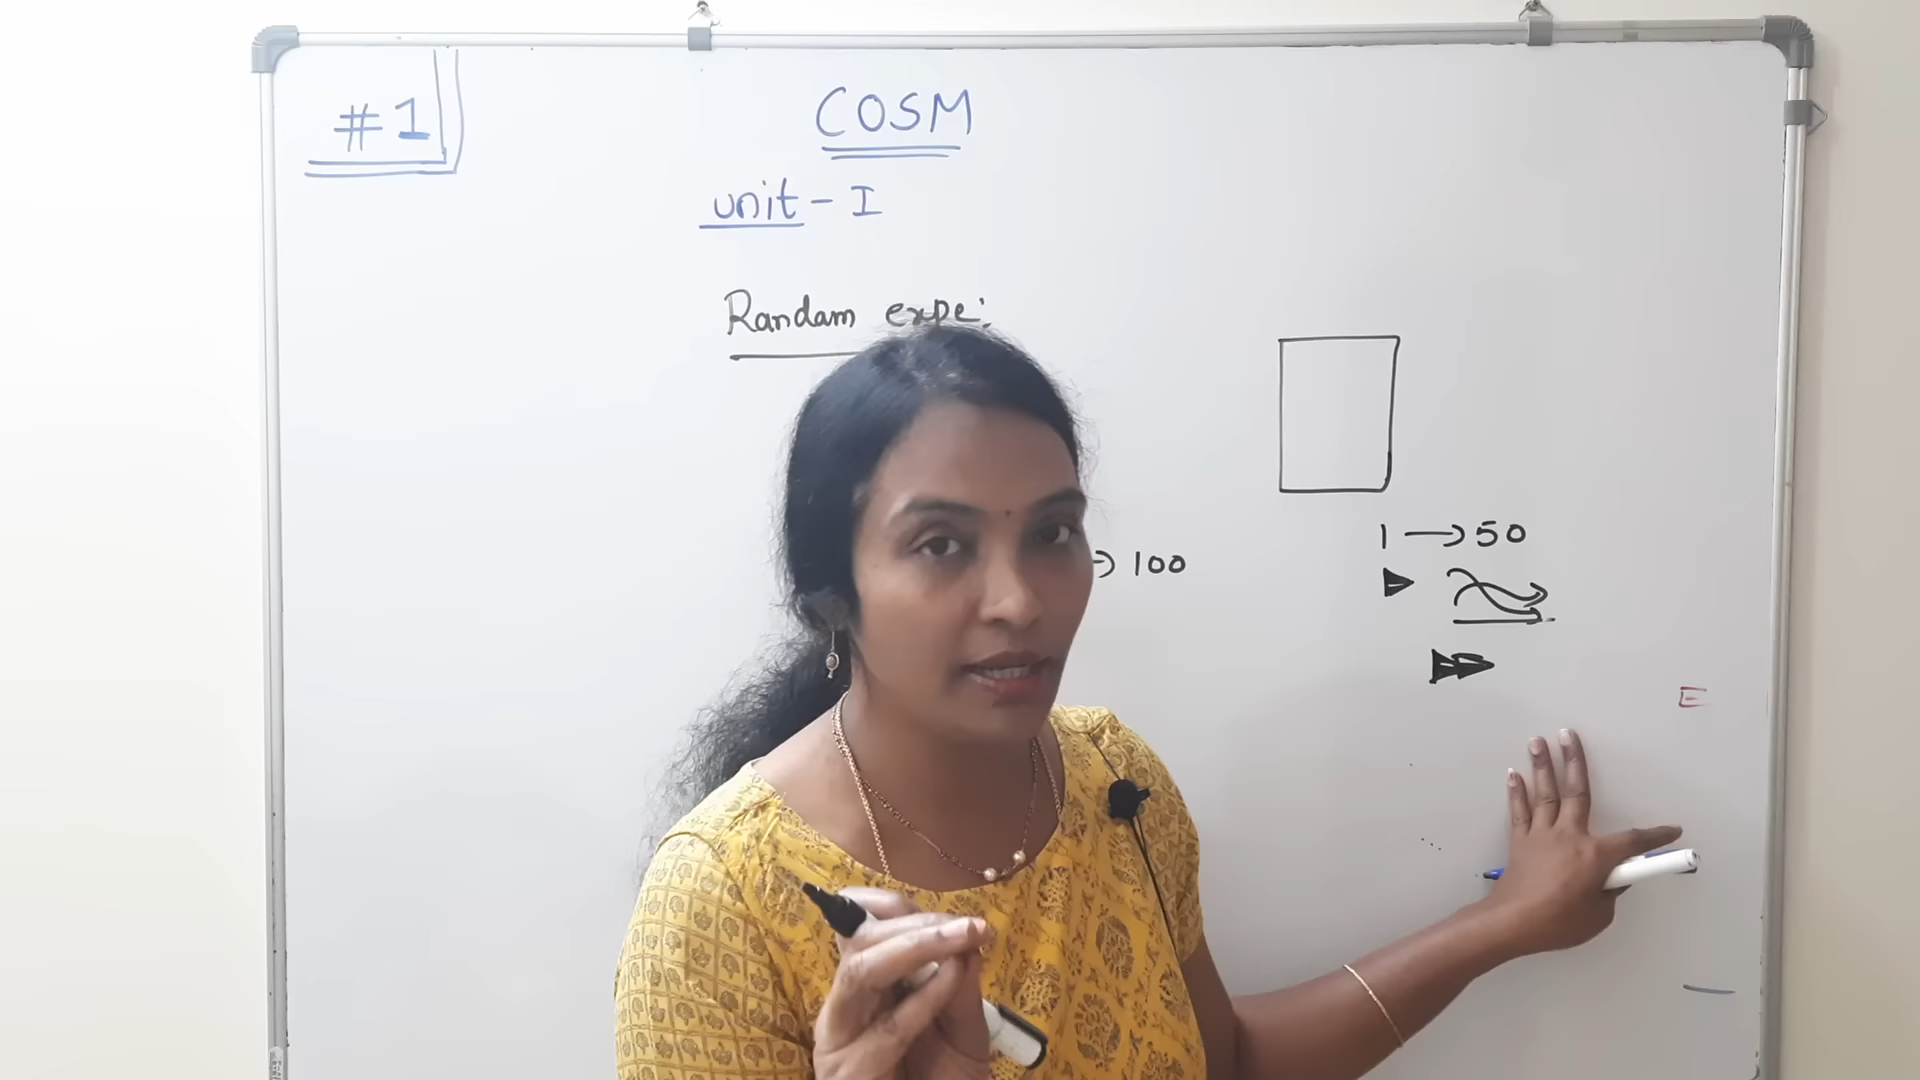 #1
COSM
unit - I
Randam expe:
→ 100
1 → 50
E